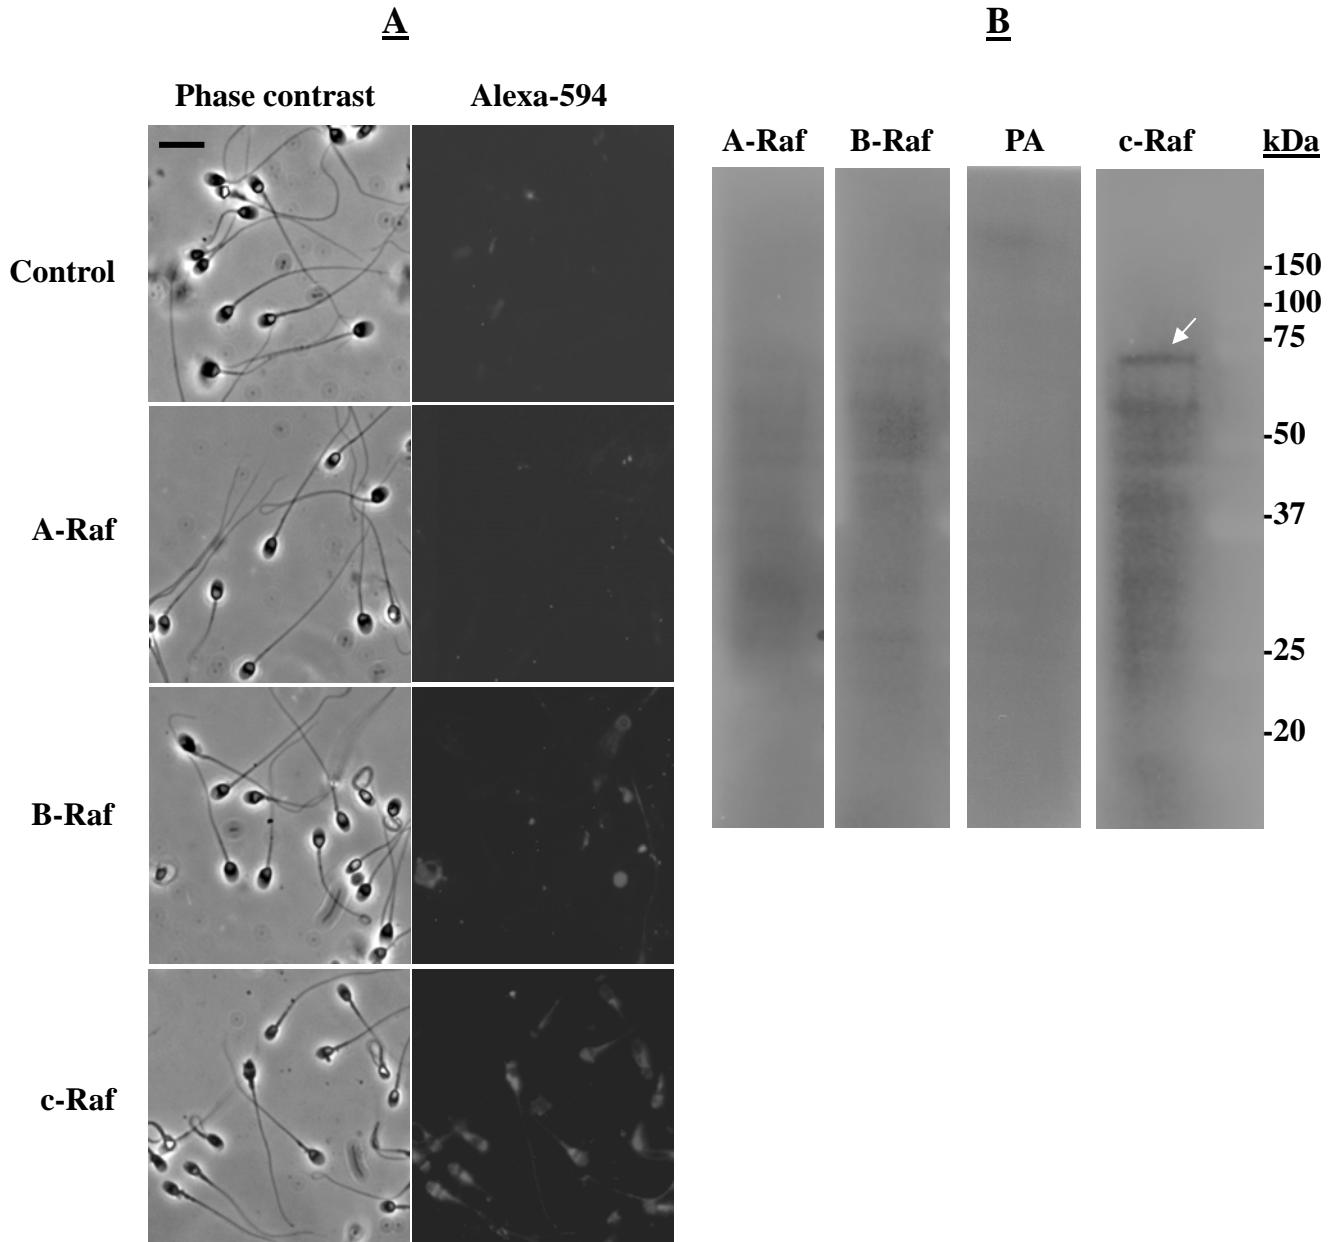 A
B
Phase contrast
Alexa-594
A-Raf
B-Raf
PA
c-Raf
kDa
Control
A-Raf
B-Raf
c-Raf
-150
-100
-75
-50
-37
-25
-20